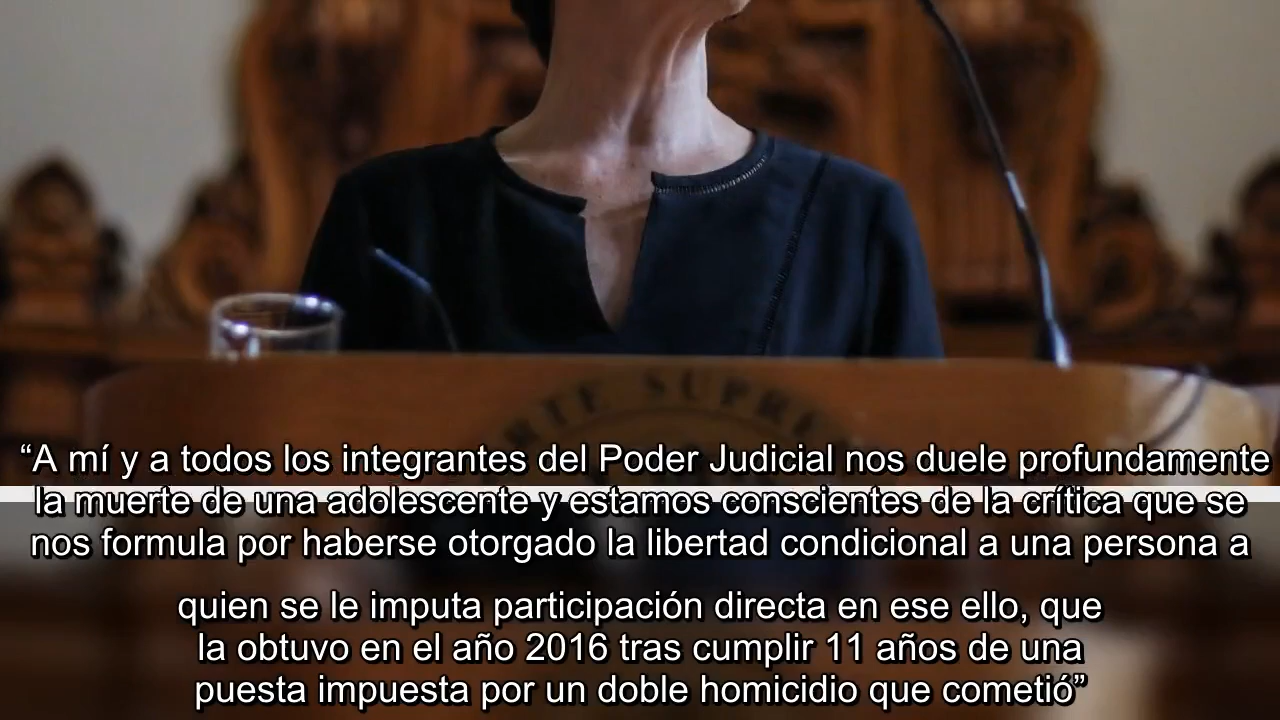 RTE SUPRE
“A mí y a todos los integrantes del Poder Judicial nos duele profundamente
la muerte de una adolescente y estamos conscientes de la crítica que se
nos formula por haberse otorgado la libertad condicional a una persona a
quien se le imputa participación directa en ese ello, que
la obtuvo en el año 2016 tras cumplir 11 años de una
puesta impuesta por un doble homicidio que cometió”